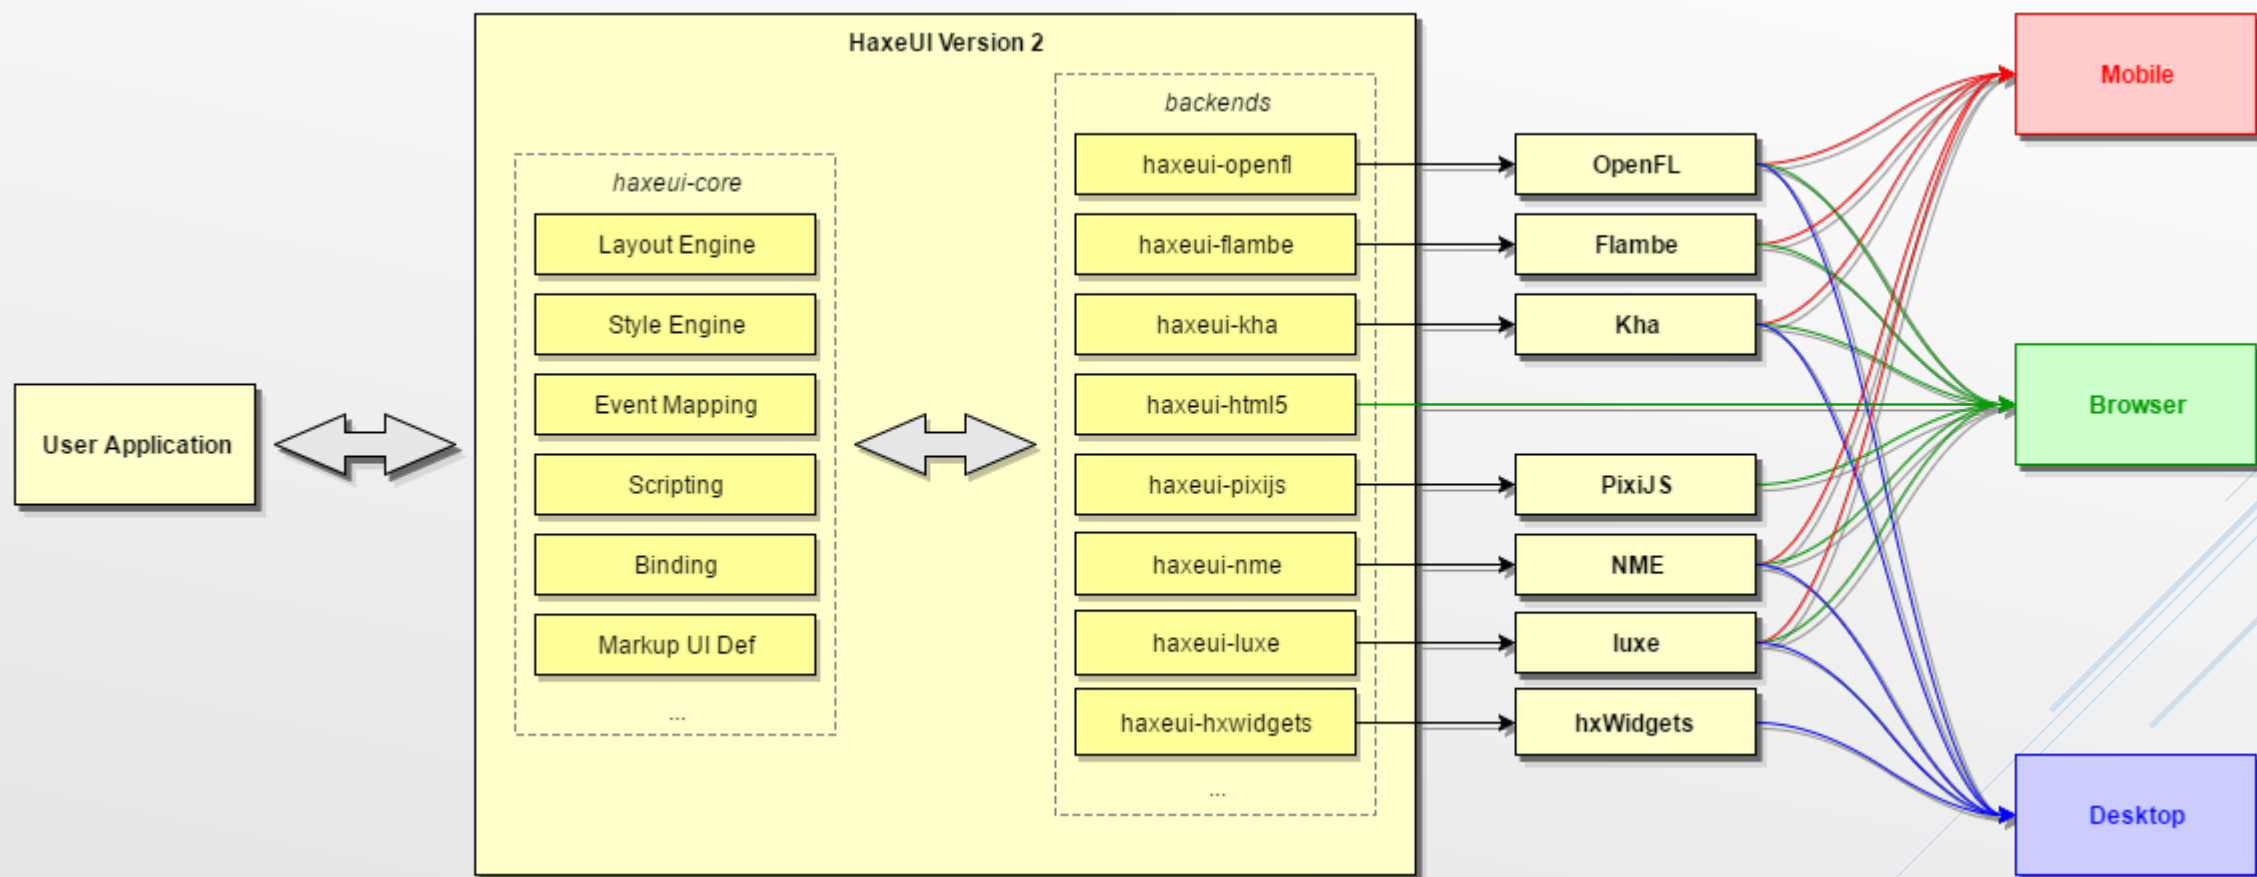 HaxeUI Version 2
User Application
haxeui-core
Layout Engine
Style Engine
Event Mapping
Scripting
Binding
Markup UI Def
...
backends
haxeui-openfl
haxeui-flambe
haxeui-kha
haxeui-html5
haxeui-pixijs
haxeui-nme
haxeui-luxe
haxeui-hxwidgets
...
OpenFL
Flambe
Kha
PixiJS
NME
luxe
hxWidgets
Mobile
Browser
Desktop